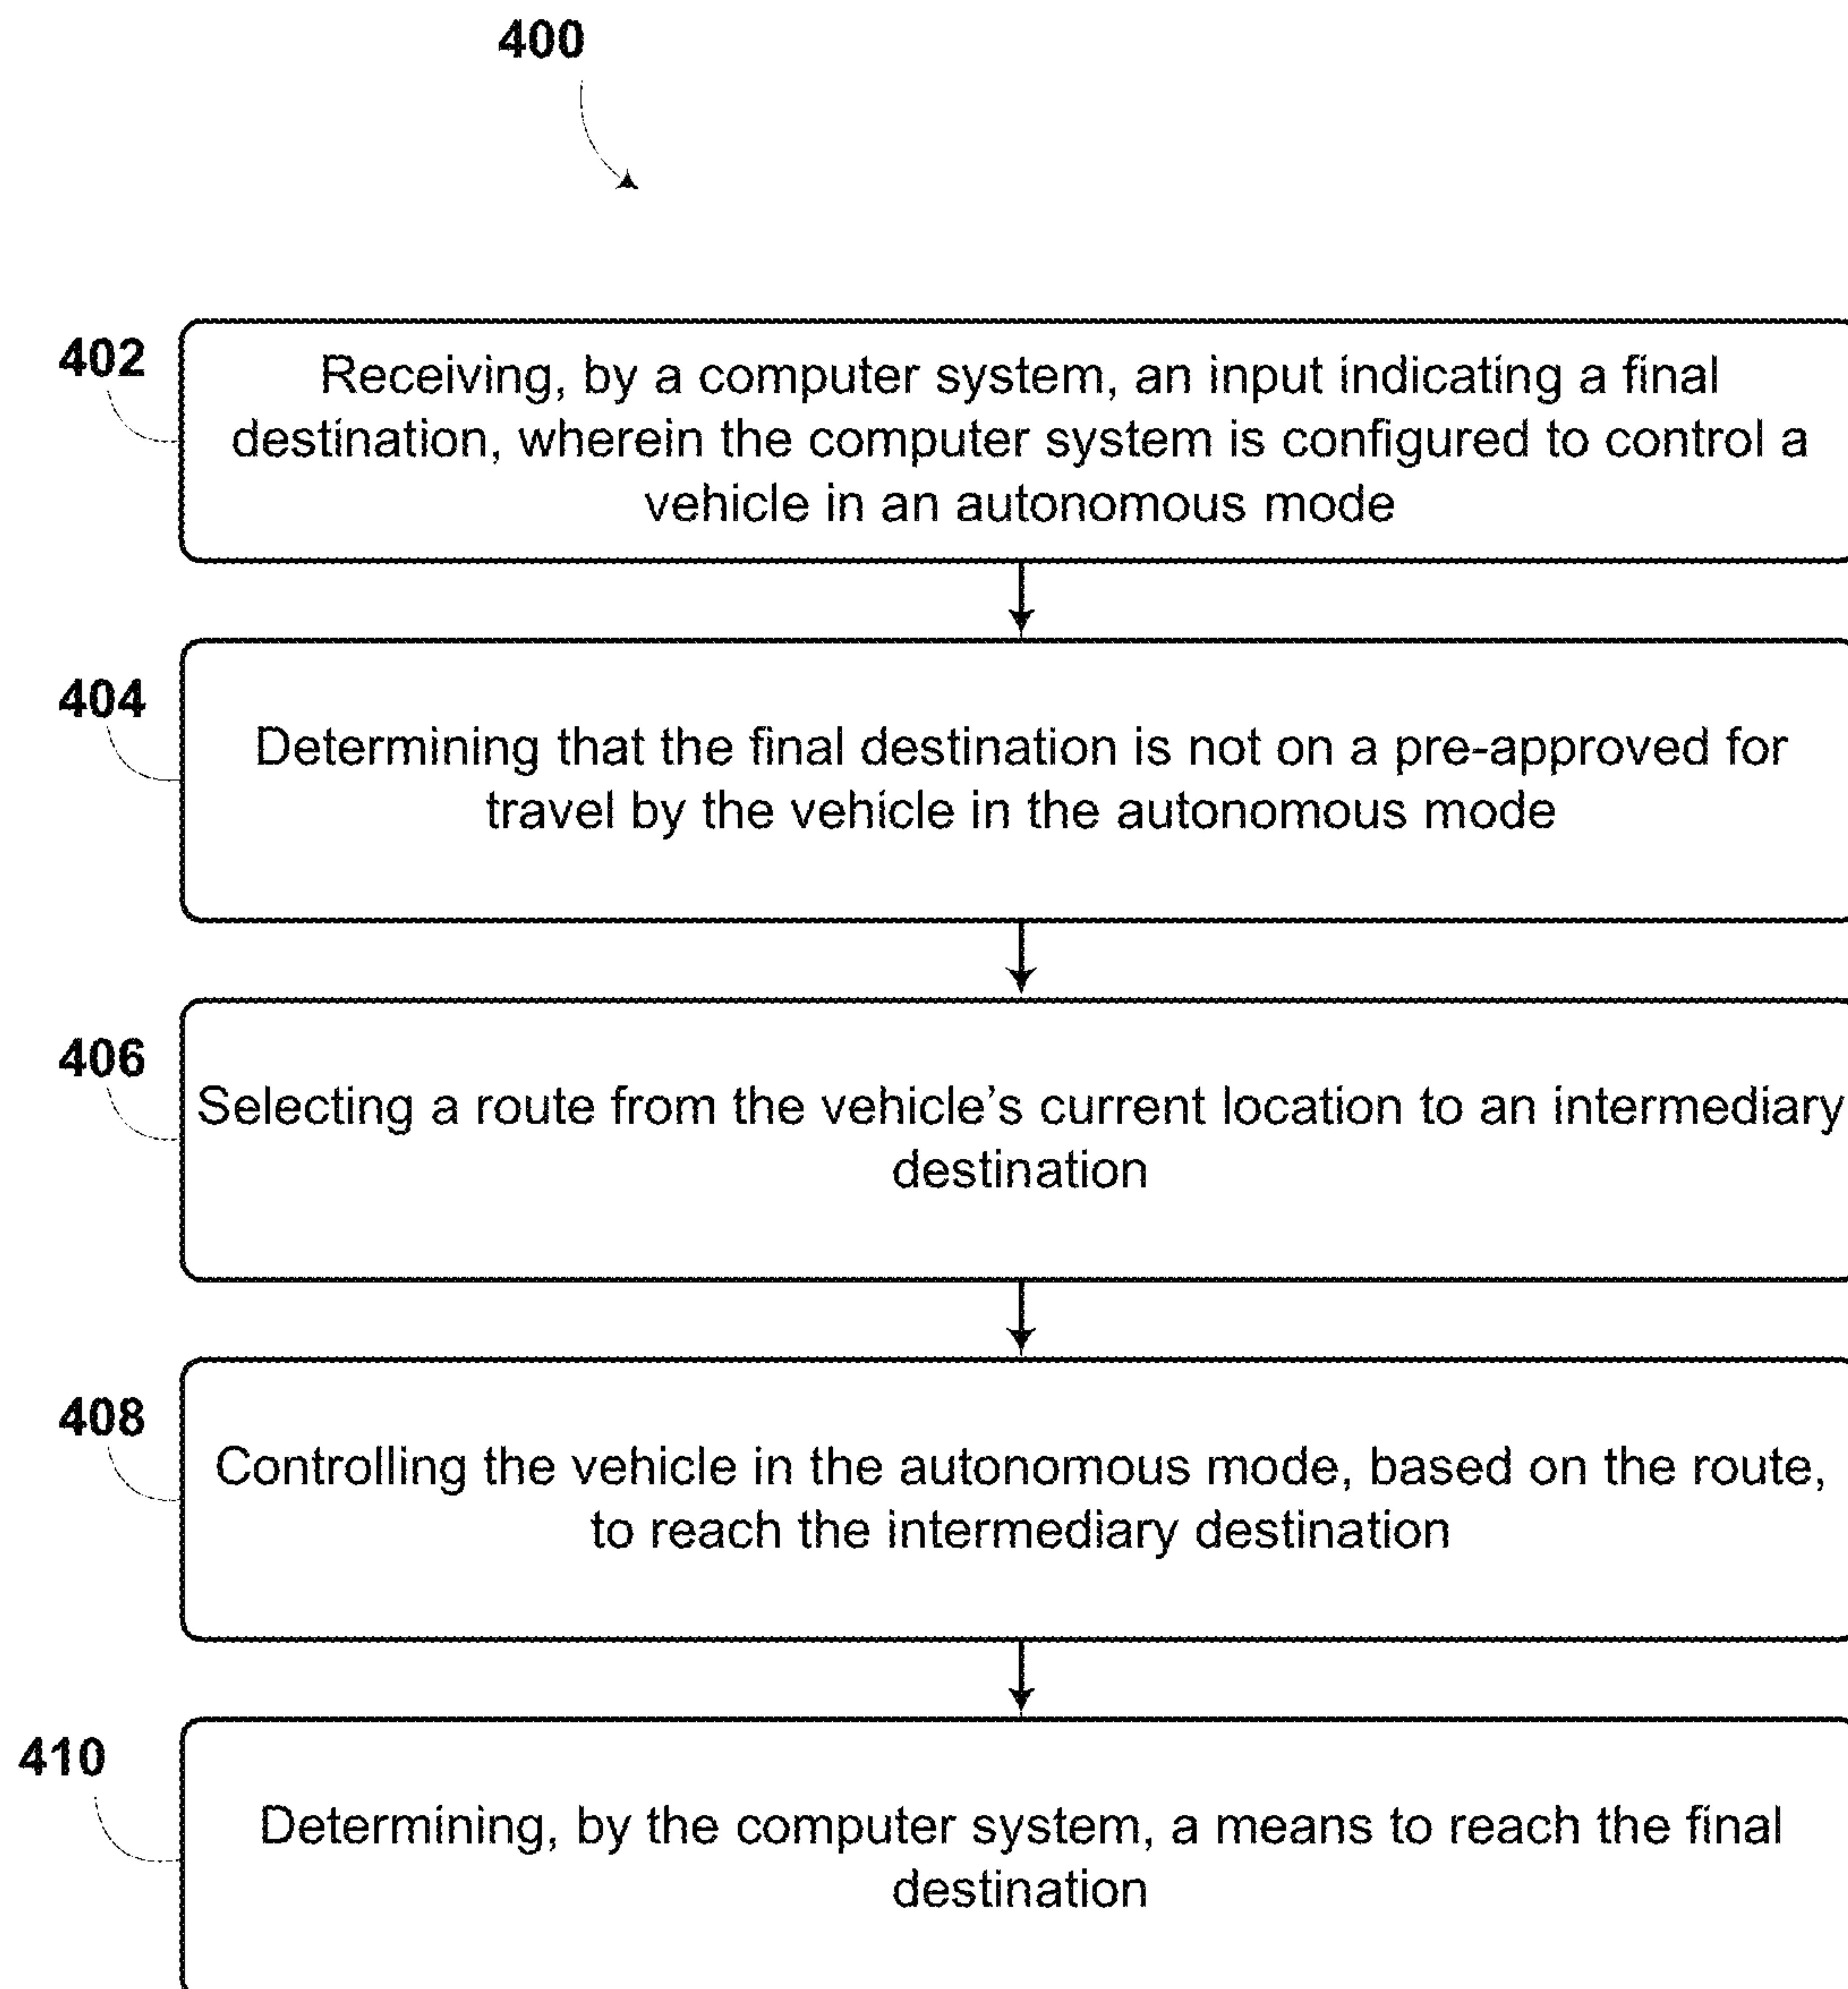 400
402
Receiving, by a computer system, an input indicating a final
destination, wherein the computer system is configured to control a
vehicle in an autonomous mode
404
Determining that the final destination is not on a pre-approved for
travel by the vehicle in the autonomous mode
406
Selecting a route from the vehicle's current location to an intermediary
destination
408
Controlling the vehicle in the autonomous mode, based on the route,
to reach the intermediary destination
410
Determining, by the computer system, a means to reach the final
destination